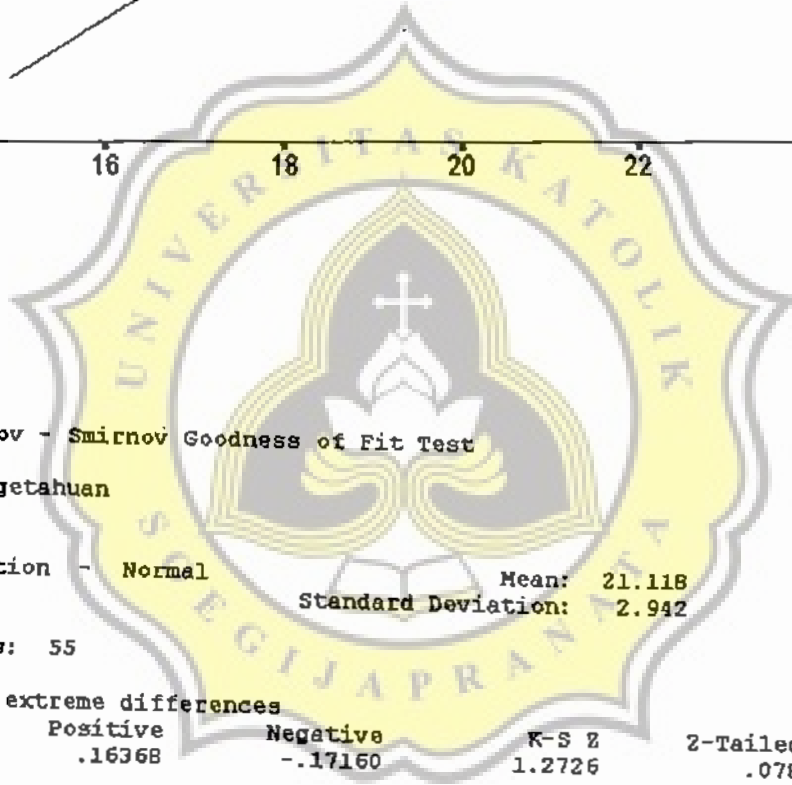 16 18 20 22
UNIVERSITAS KATOLIK
SOEGIJAPRANATA
ov - Smirnov Goodness of Fit Test
getahuan
tion - Normal
Mean: 21.118
Standard Deviation: 2.942
s: 55
extreme differences
Positive Negative K-S Z 2-Tailed
.16368 -.17160 1.2726 .078